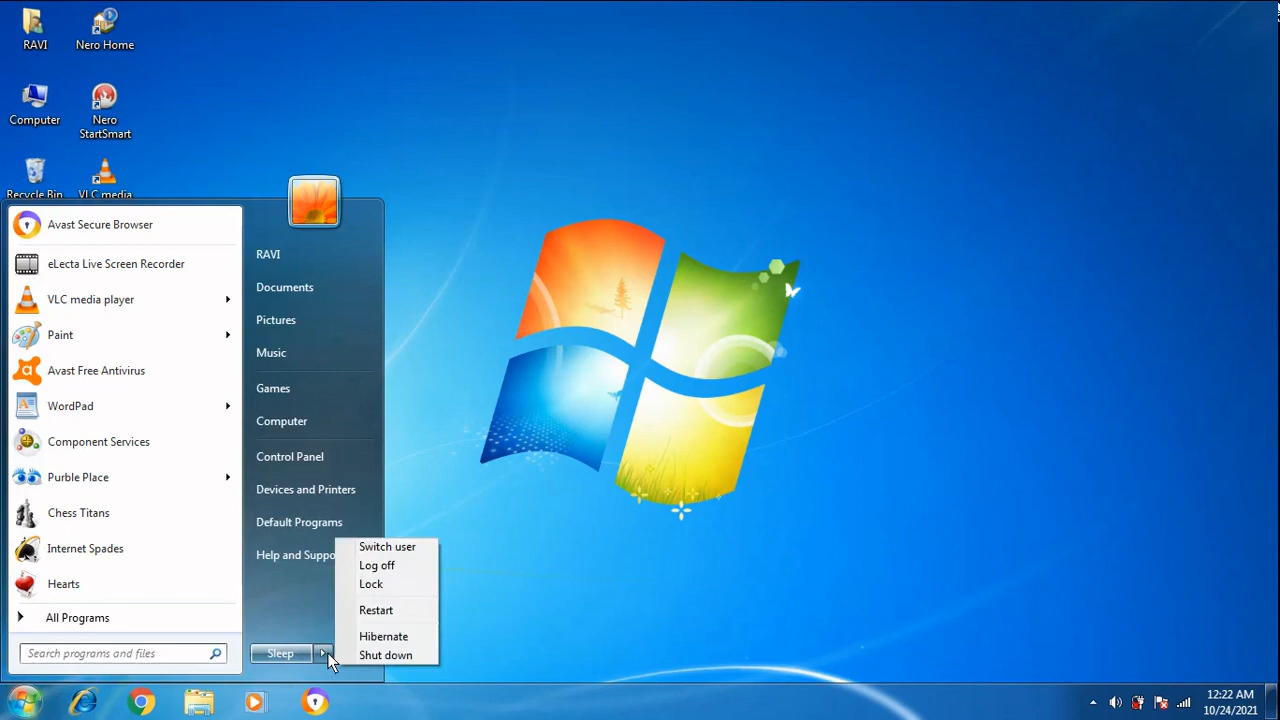 RAVI
Nero Home
Computer
Nero
StartSmart
Recycle Bin
VLC media
Avast Secure Browser
eLecta Live Screen Recorder
VLC media player
Paint
Avast Free Antivirus
WordPad
Component Services
Purble Place
Chess Titans
Internet Spades
Hearts
All Programs
Search programs and files
RAVI
Documents
Pictures
Music
Games
Computer
Control Panel
Devices and Printers
Default Programs
Help and Suppo
Sleep
Switch user
Log off
Lock
Restart
Hibernate
Shut down
12:22 AM
10/24/2021